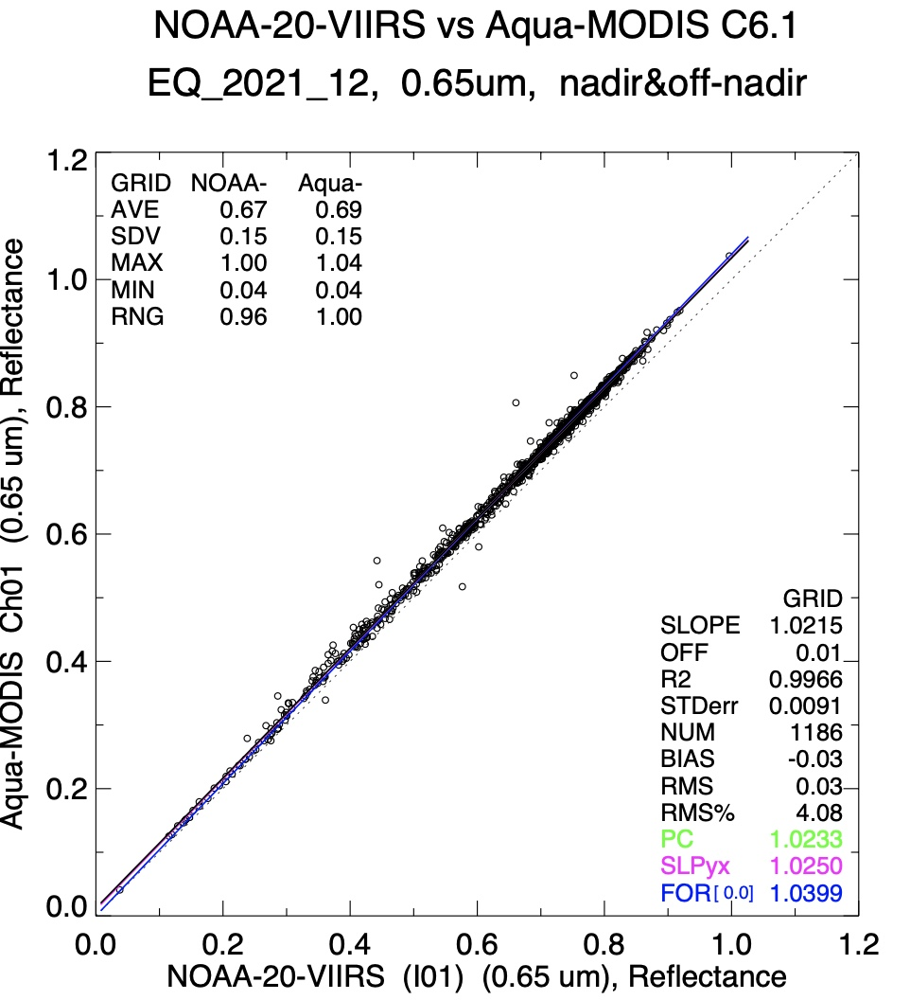 NOAA-20-VIIRS vs Aqua-MODIS C6.1
EQ_2021_12, 0.65um, nadir&off-nadir
GRID NOAA- Aqua-
AVE 0.67 0.69
SDV 0.15 0.15
MAX 1.00 1.04
MIN 0.04 0.04
RNG 0.96 1.00
1.2
1.0
0.8
0.6
0.4
0.2
0.0
Aqua-MODIS Ch01 (0.65 um), Reflectance
GRID
SLOPE 1.0215
OFF 0.01
R2 0.9966
STDerr 0.0091
NUM 1186
BIAS -0.03
RMS 0.03
RMS% 4.08
PC 1.0233
SLPyx 1.0250
FOR[ 0.0] 1.0399
0.0 0.2 0.4 0.6 0.8 1.0 1.2
NOAA-20-VIIRS (I01) (0.65 um), Reflectance